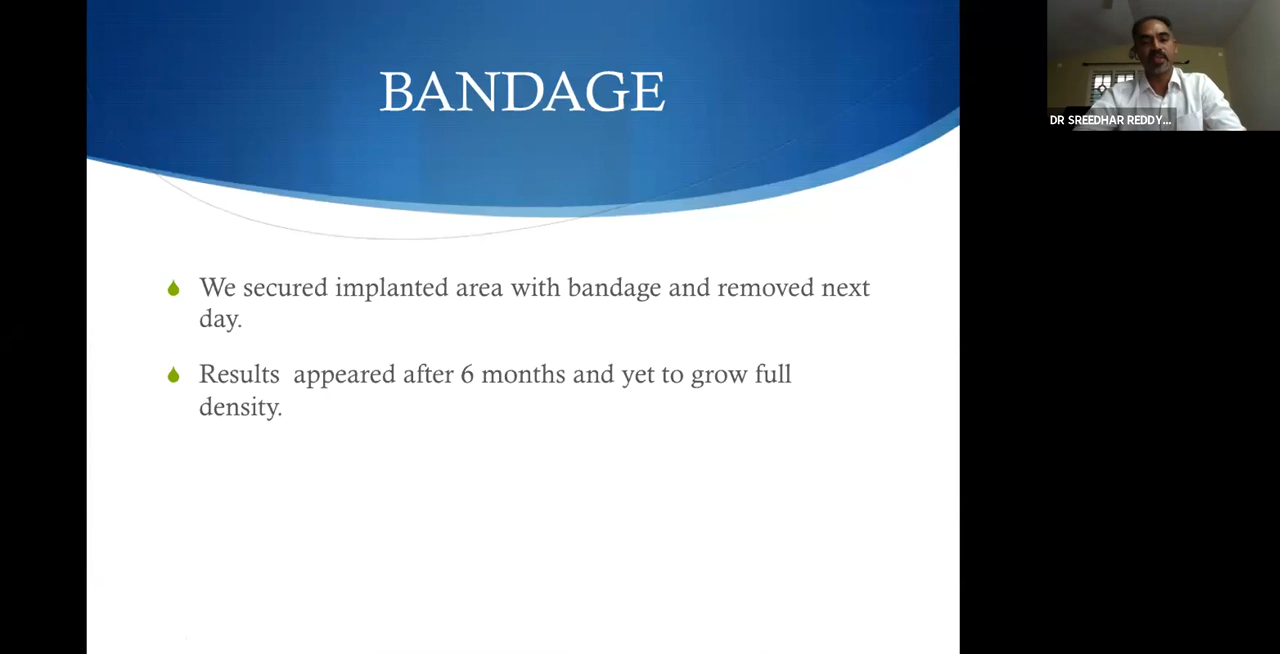 BANDAGE
DR SREEDHAR REDDY...
We secured implanted area with bandage and removed next
day.
Results appeared after 6 months and yet to grow full
density.